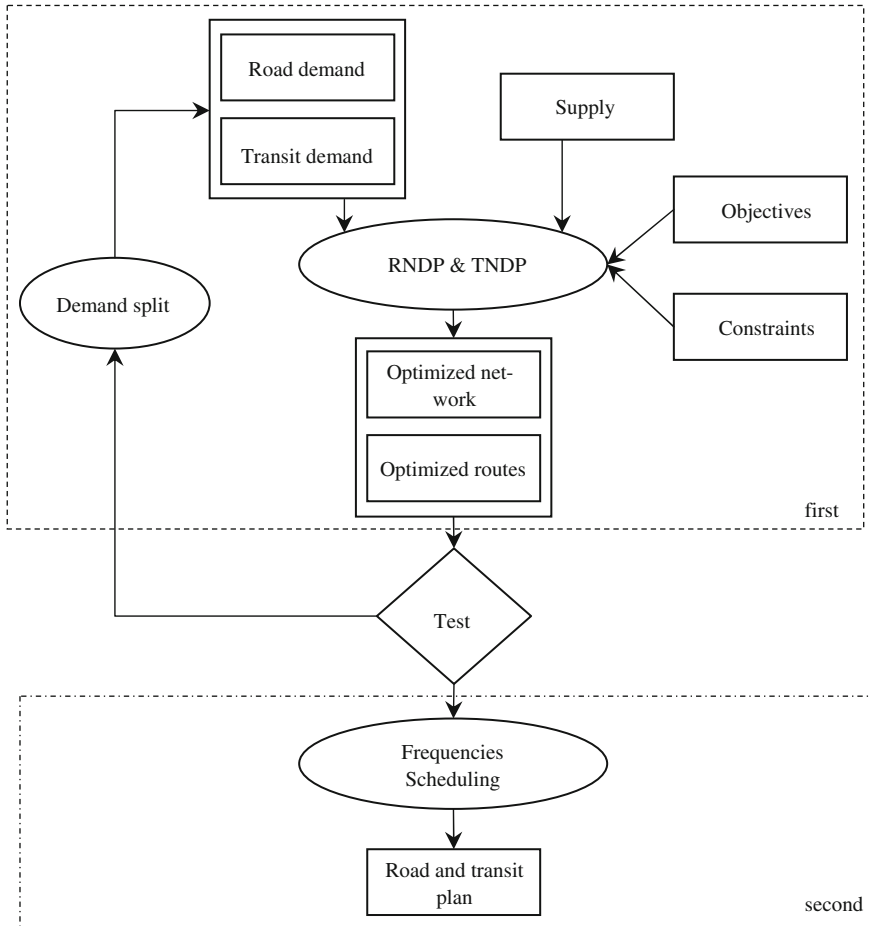 Road demand
Transit demand
Supply
Objectives
RNDP & TNDP
Demand split
Constraints
Optimized net-
work
Optimized routes
first
Test
Frequencies
Scheduling
Road and transit
plan
second